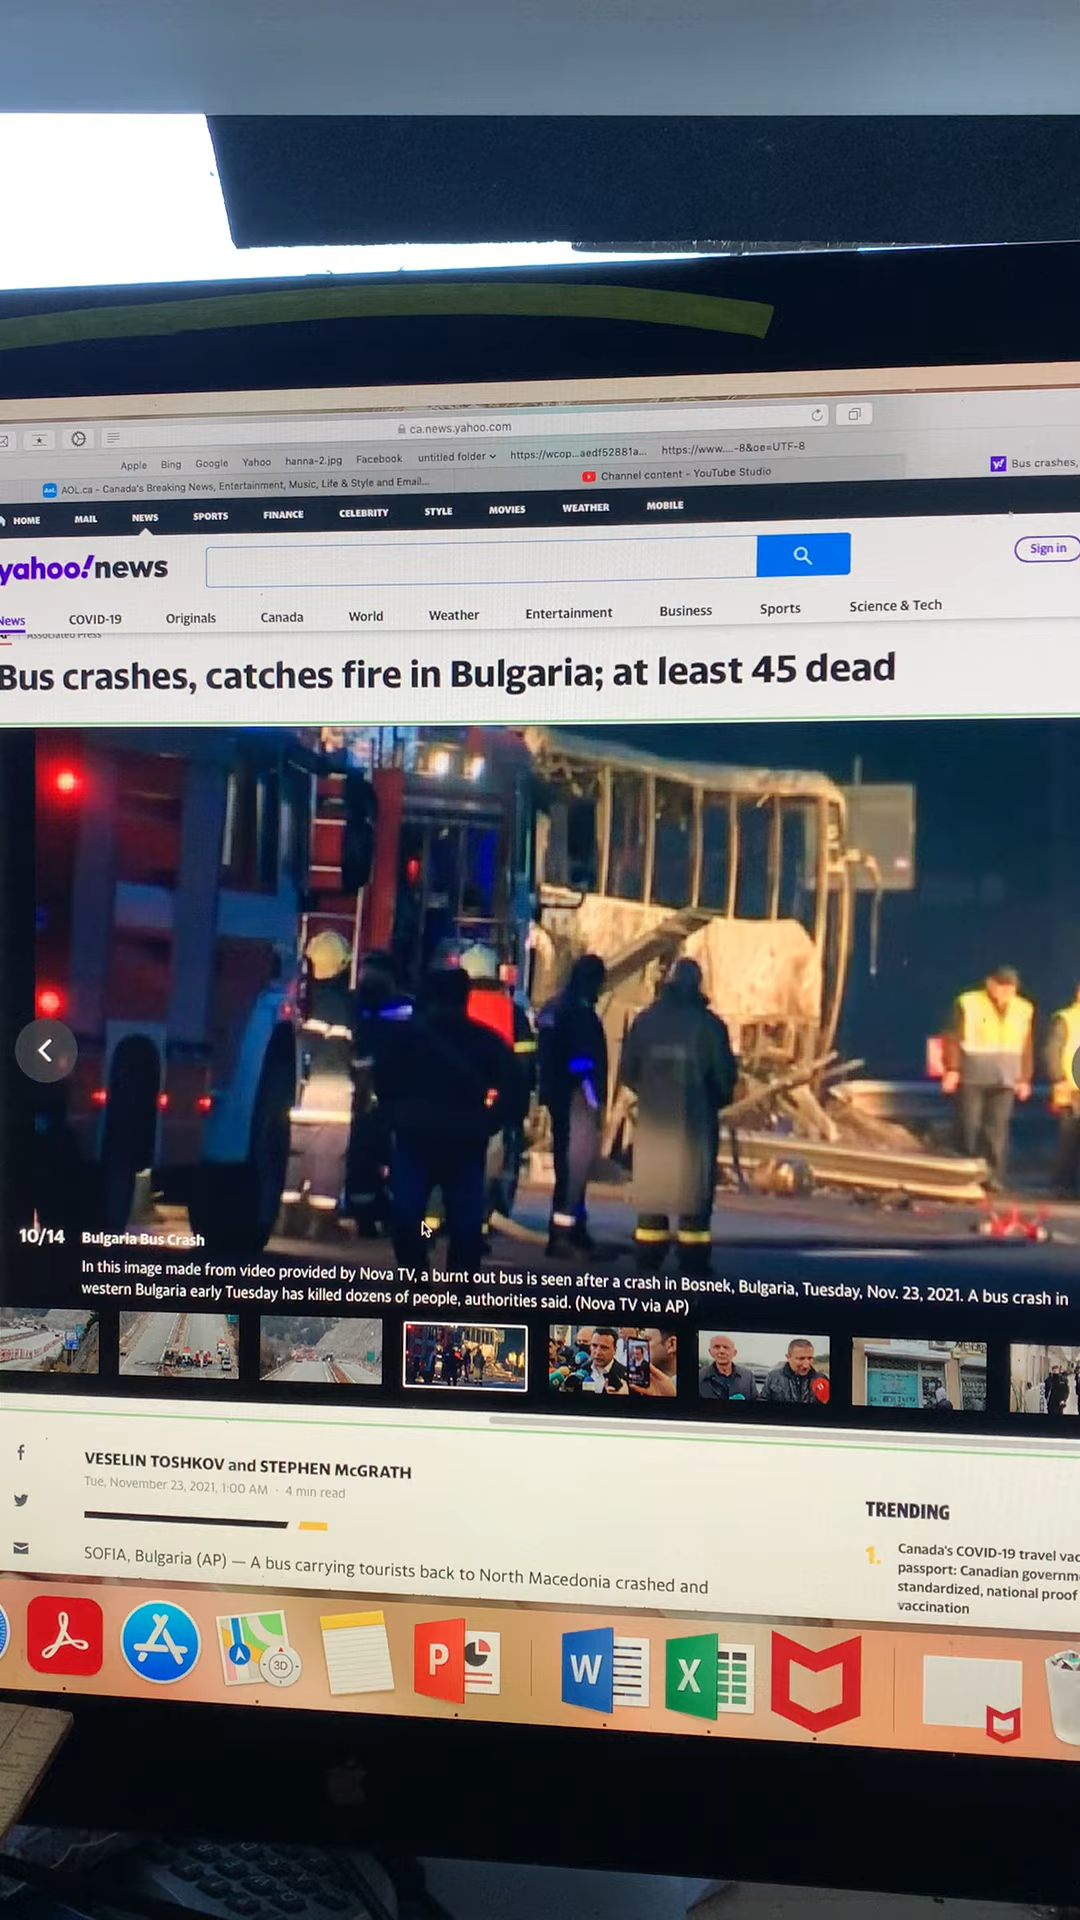 ca.news.yahoo.com
Apple Bing Google Yahoo hanna-2.jpg Facebook untitled folder https://wcop...aedf52881a... https://www....-8&oe=UTF-8
AOL.ca - Canada's Breaking News, Entertainment, Music, Life & Style and Email... Channel content - YouTube Studio Bus crashes,
HOME MAIL NEWS SPORTS FINANCE CELEBRITY STYLE MOVIES WEATHER MOBILE
yahoo!news
Sign in
News COVID-19 Originals Canada World Weather Entertainment Business Sports Science & Tech
Associated Press
Bus crashes, catches fire in Bulgaria; at least 45 dead
10/14 Bulgaria Bus Crash
In this image made from video provided by Nova TV, a burnt out bus is seen after a crash in Bosnek, Bulgaria, Tuesday, Nov. 23, 2021. A bus crash in
western Bulgaria early Tuesday has killed dozens of people, authorities said. (Nova TV via AP)
VESELIN TOSHKOV and STEPHEN McGRATH
Tue, November 23, 2021, 1:00 AM · 4 min read
SOFIA, Bulgaria (AP) — A bus carrying tourists back to North Macedonia crashed and
TRENDING
1. Canada's COVID-19 travel vac
passport: Canadian governm
standardized, national proof
vaccination
3D
P
W
X